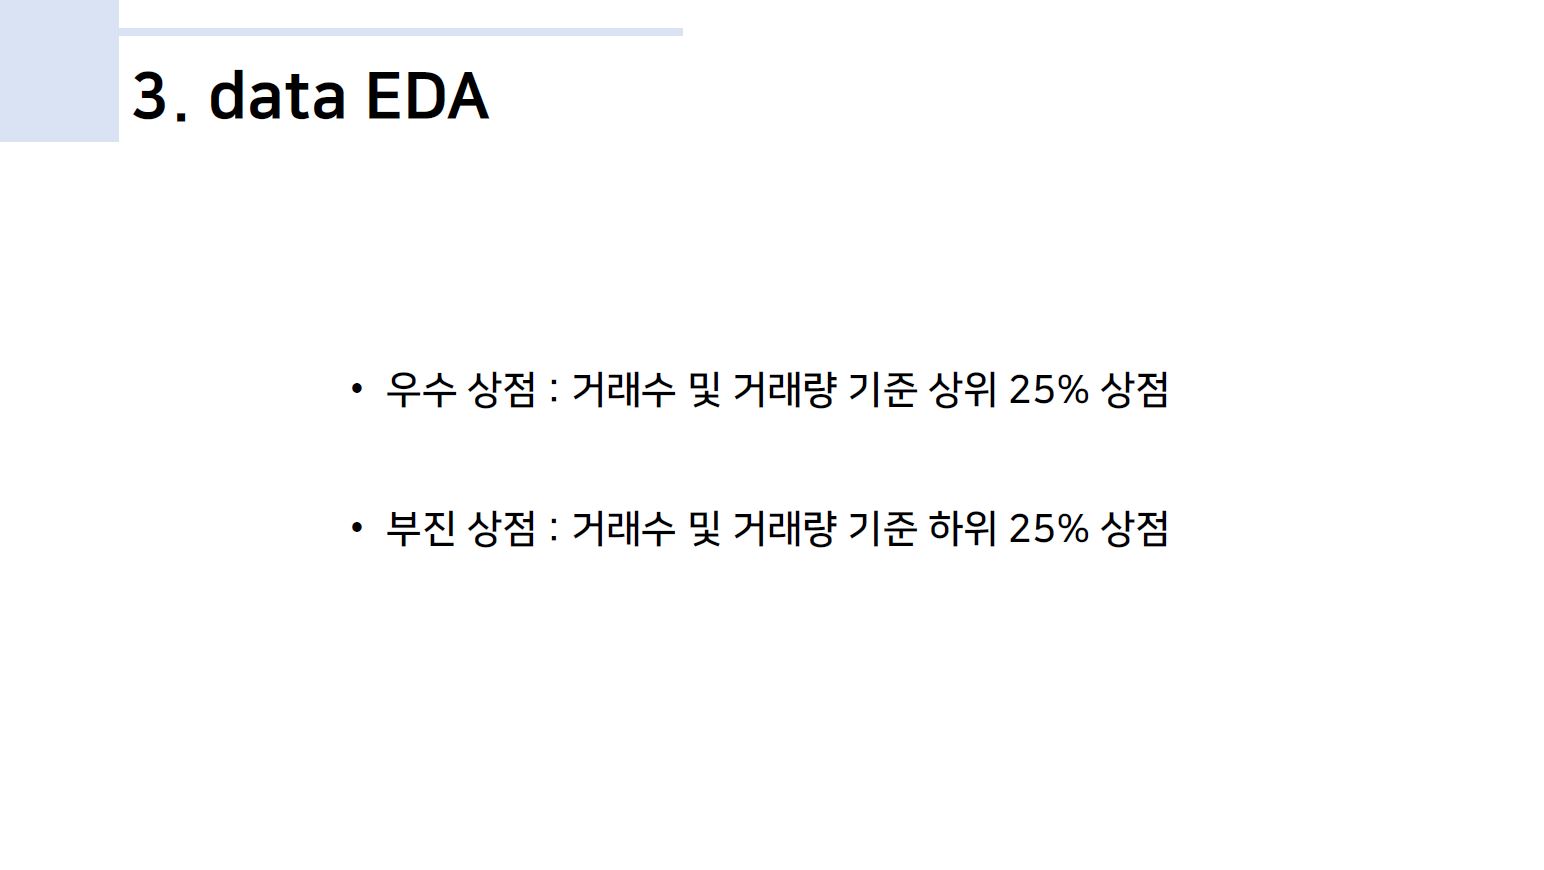 3. data EDA
• 우수 상점 : 거래수 및 거래량 기준 상위 25% 상점
• 부진 상점 : 거래수 및 거래량 기준 하위 25% 상점